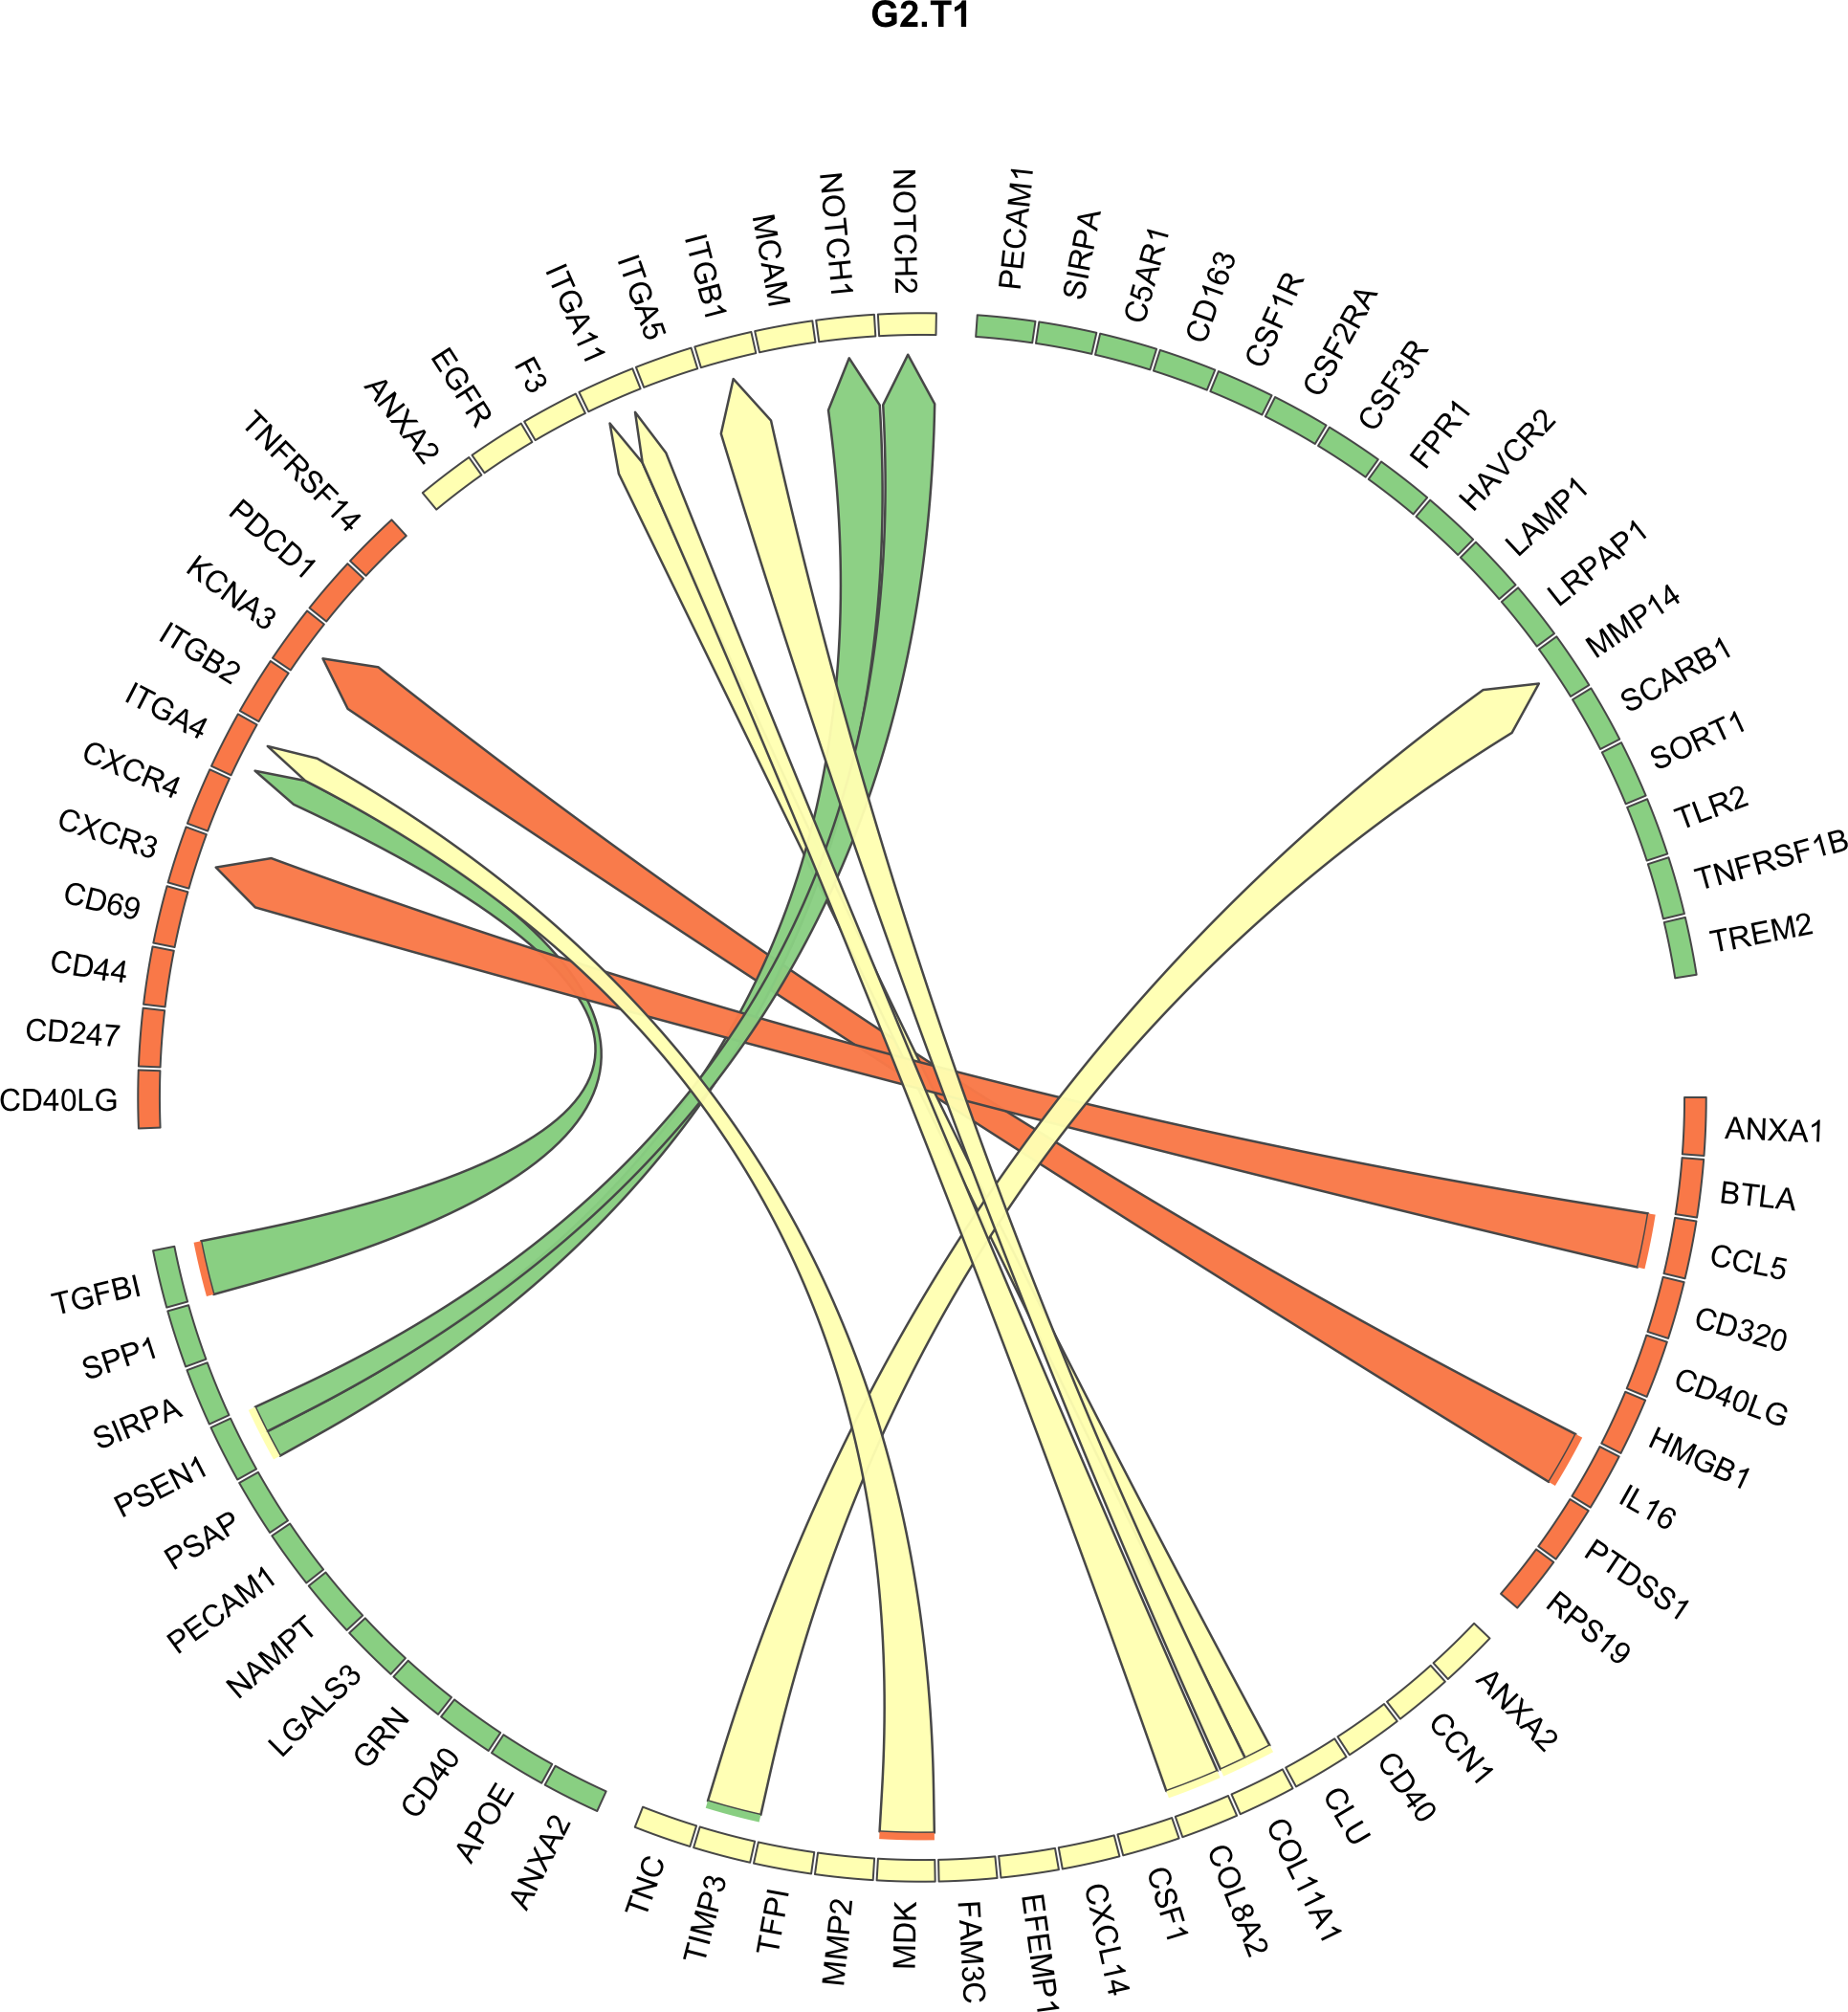 G2.T1
PECAM1
SIRPA
C5AR1
CD163
CSF1R
CSF2RA
CSF3R
FPR1
HAVCR2
LAMP1
LRPAP1
MMP14
SCARB1
SORT1
TLR2
TNFRSF1B
TREM2
ANXA1
BTLA
CCL5
CD320
CD40LG
HMGB1
IL16
PTDSS1
RPS19
ANXA2
CCN1
CD40
CLU
COL11A1
COL8A2
CSF1
CXCL14
EFEMP1
FAM3C
MDK
MMP2
TFPI
TIMP3
TNC
ANXA2
APOE
CD40
GRN
LGALS3
NAMPT
PECAM1
PSAP
PSEN1
SIRPA
SPP1
TGFBI
CD40LG
CD247
CD44
CD69
CXCR3
CXCR4
ITGA4
ITGB2
KCNA3
PDCD1
TNFRSF14
ANXA2
EGFR
F3
ITGA11
ITGA5
ITGB1
MCAM
NOTCH1
NOTCH2